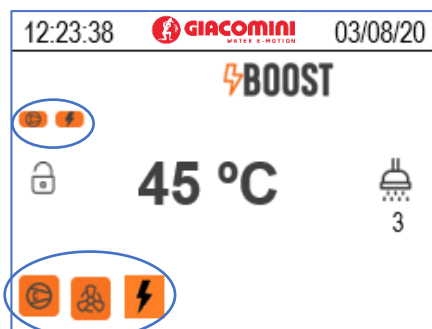 12:23:38 GIACOMINI 03/08/20
WATER E-MOTION
BOOST
45 ºC
3